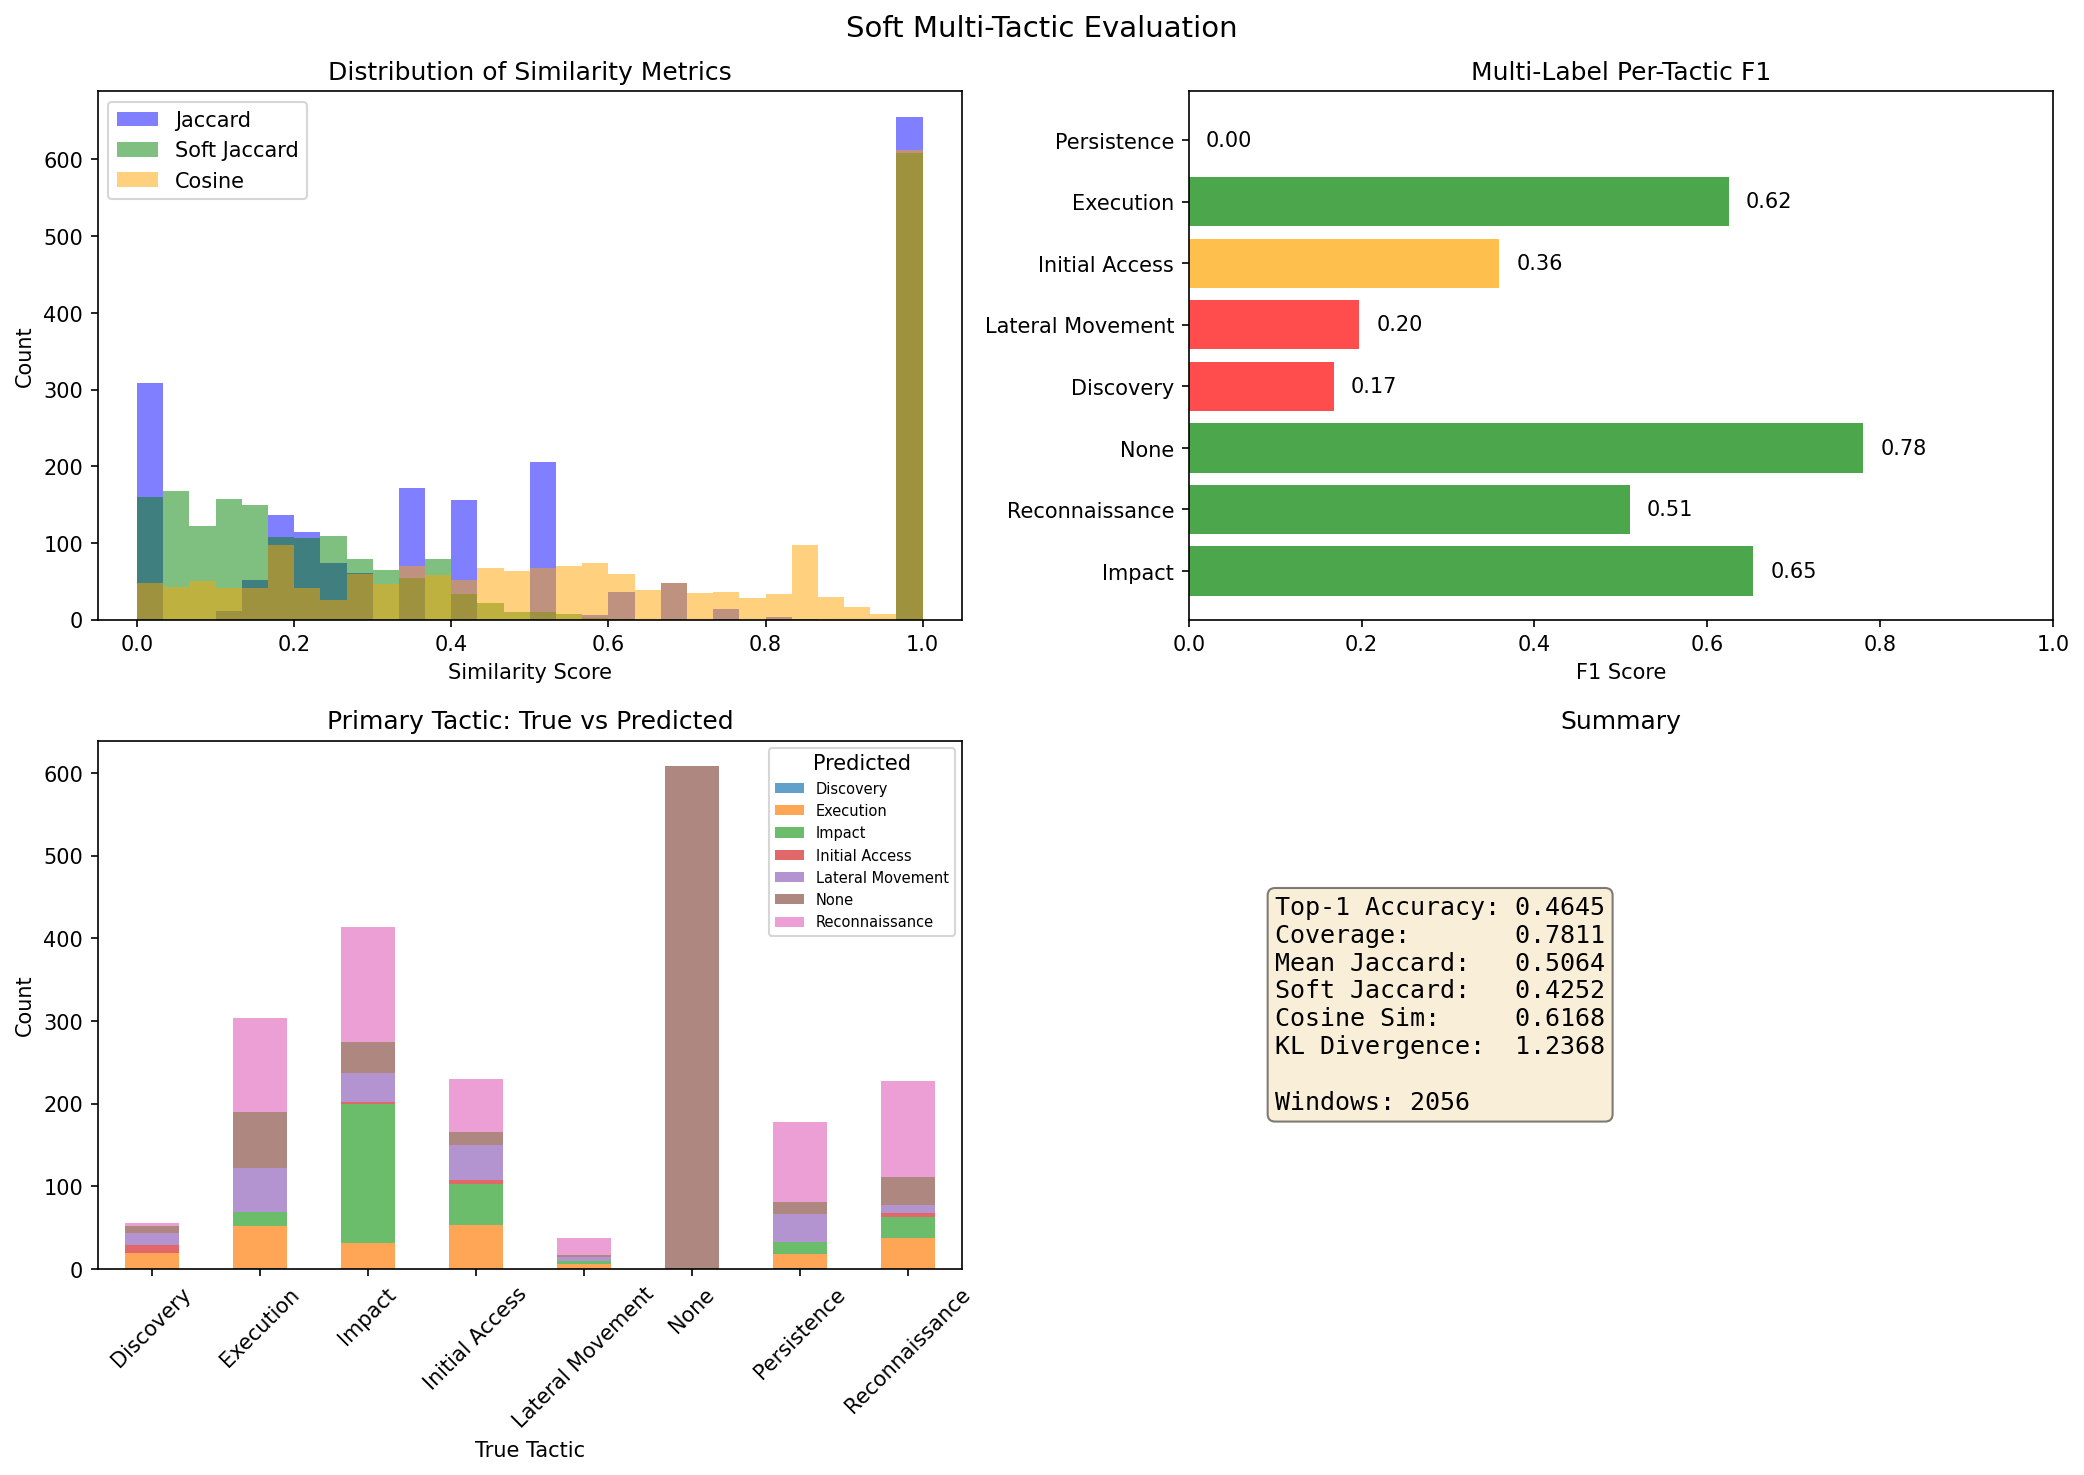 Soft Multi-Tactic Evaluation
Distribution of Similarity Metrics
Jaccard
Soft Jaccard
Cosine
Count
600
500
400
300
200
100
0
0.0 0.2 0.4 0.6 0.8 1.0
Similarity Score
Multi-Label Per-Tactic F1
Persistence 0.00
Execution 0.62
Initial Access 0.36
Lateral Movement 0.20
Discovery 0.17
None 0.78
Reconnaissance 0.51
Impact 0.65
0.0 0.2 0.4 0.6 0.8 1.0
F1 Score
Primary Tactic: True vs Predicted
Predicted
Discovery
Execution
Impact
Initial Access
Lateral Movement
None
Reconnaissance
Count
600
500
400
300
200
100
0
Discovery
Execution
Impact
Initial Access
Lateral Movement
None
Persistence
Reconnaissance
True Tactic
Summary
Top-1 Accuracy: 0.4645
Coverage: 0.7811
Mean Jaccard: 0.5064
Soft Jaccard: 0.4252
Cosine Sim: 0.6168
KL Divergence: 1.2368
Windows: 2056